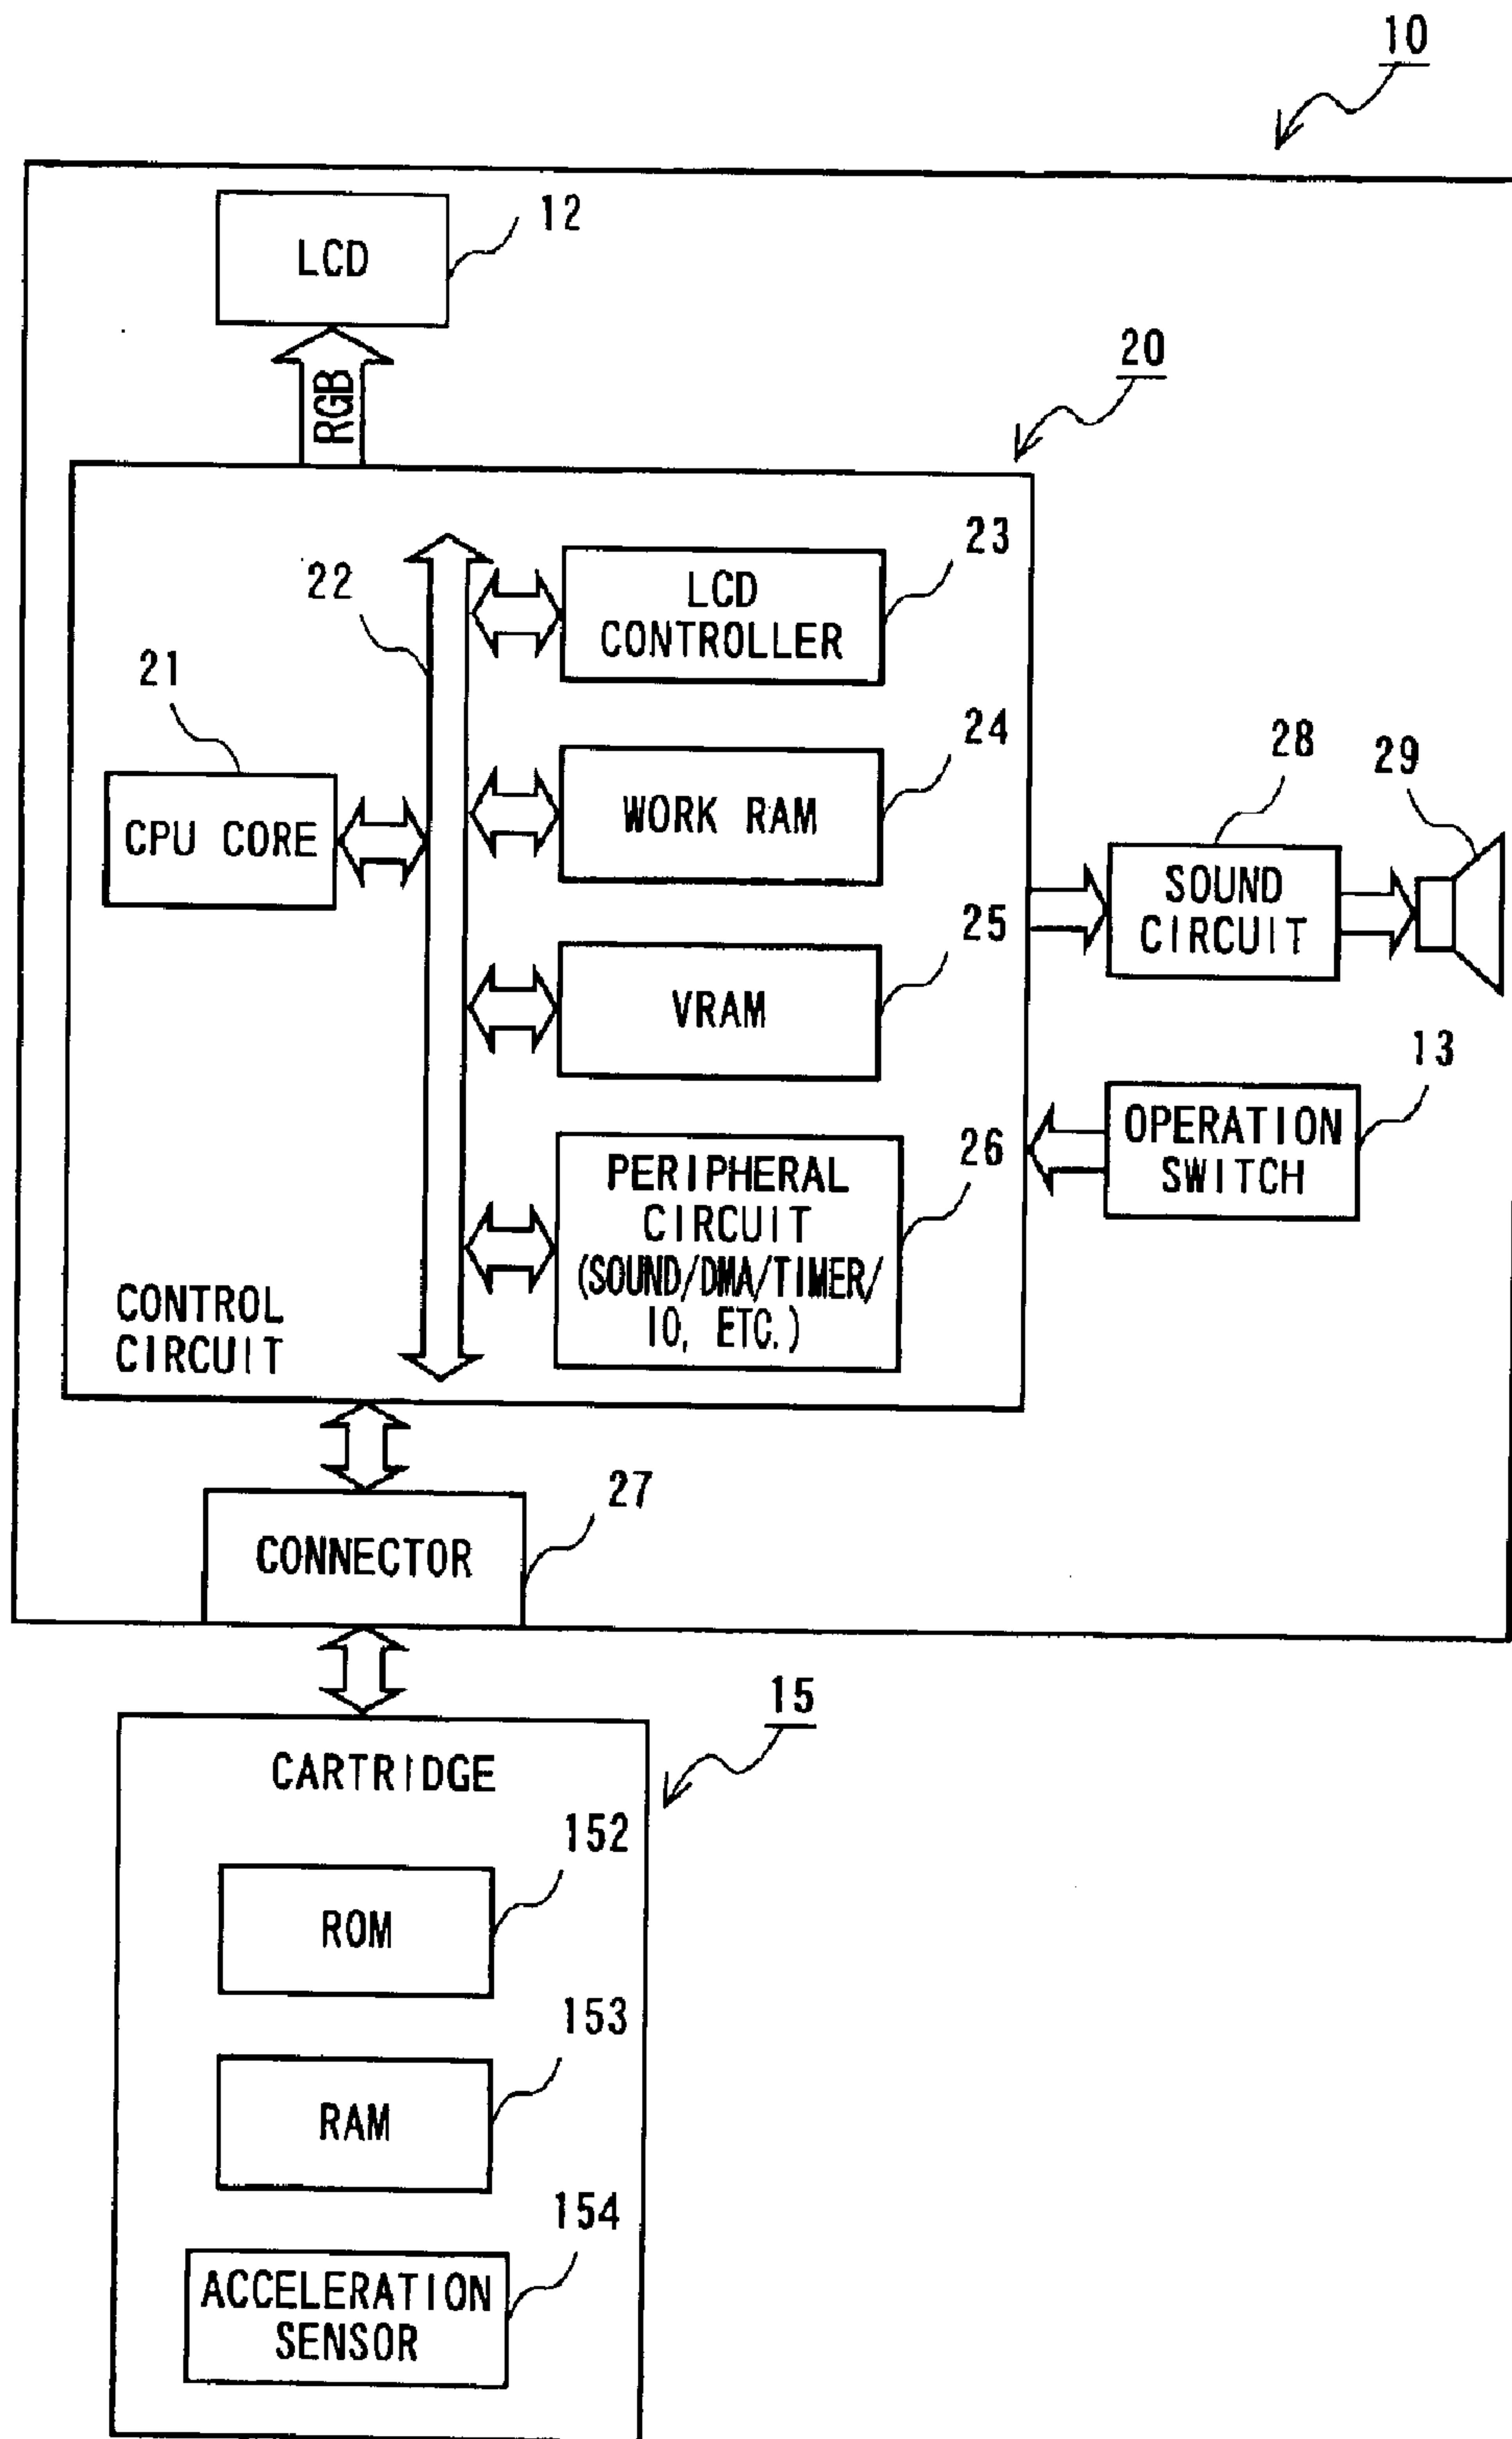 10
LCD
12
RGB
20
22
23
LCD
CONTROLLER
21
CPU CORE
24
WORK RAM
28
29
SOUND
CIRCUIT
25
VRAM
13
OPERATION
SWITCH
26
PERIPHERAL
CIRCUIT
(SOUND/DMA/TIMER/
IO, ETC.)
CONTROL
CIRCUIT
27
CONNECTOR
15
CARTRIDGE
152
ROM
153
RAM
154
ACCELERATION
SENSOR